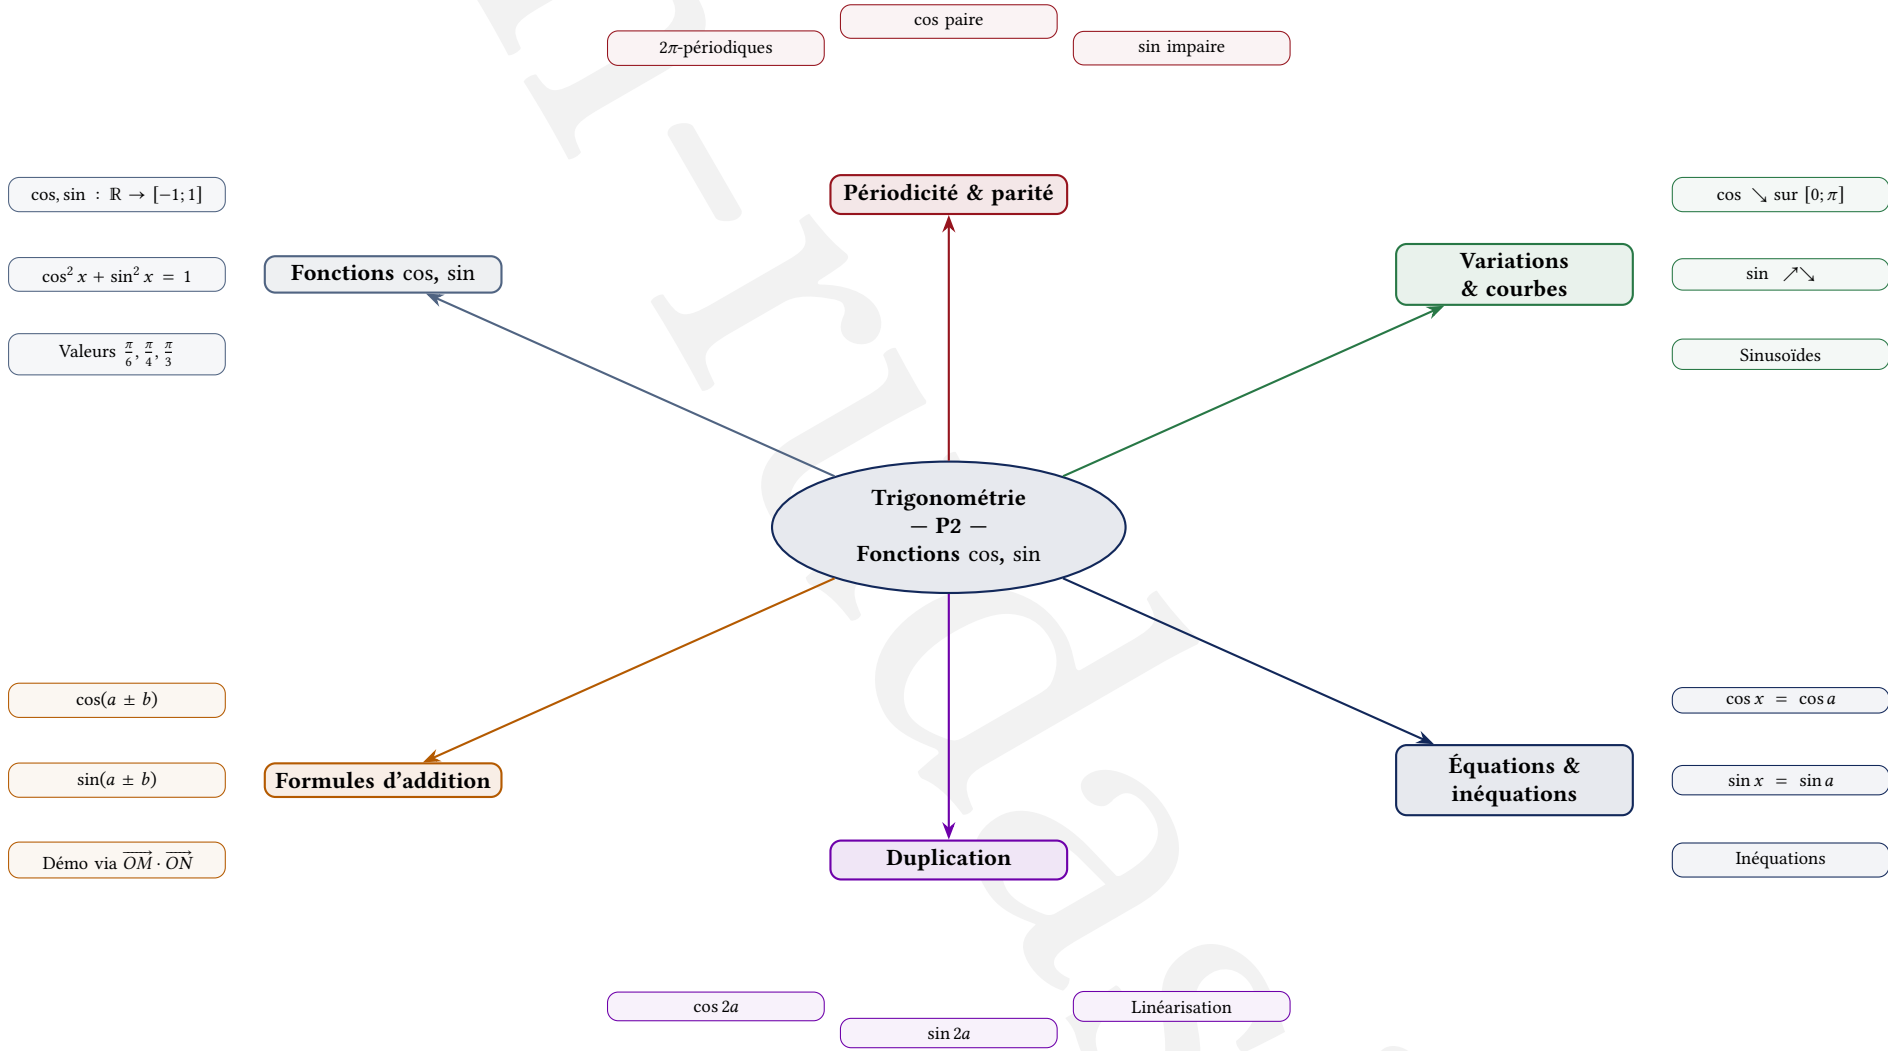 cos paire
2π-périodiques
sin impaire
cos, sin : ℝ → [−1; 1]
Périodicité & parité
cos ↘ sur [0; π]
cos² x + sin² x = 1
Fonctions cos, sin
Variations
& courbes
sin ↗↘
Valeurs π/6, π/4, π/3
Sinusoïdes
Trigonométrie
— P2 —
Fonctions cos, sin
cos(a ± b)
cos x = cos a
sin(a ± b)
Formules d'addition
Équations &
inéquations
sin x = sin a
Démo via \overrightarrow{OM} · \overrightarrow{ON}
Duplication
Inéquations
cos 2a
Linéarisation
sin 2a